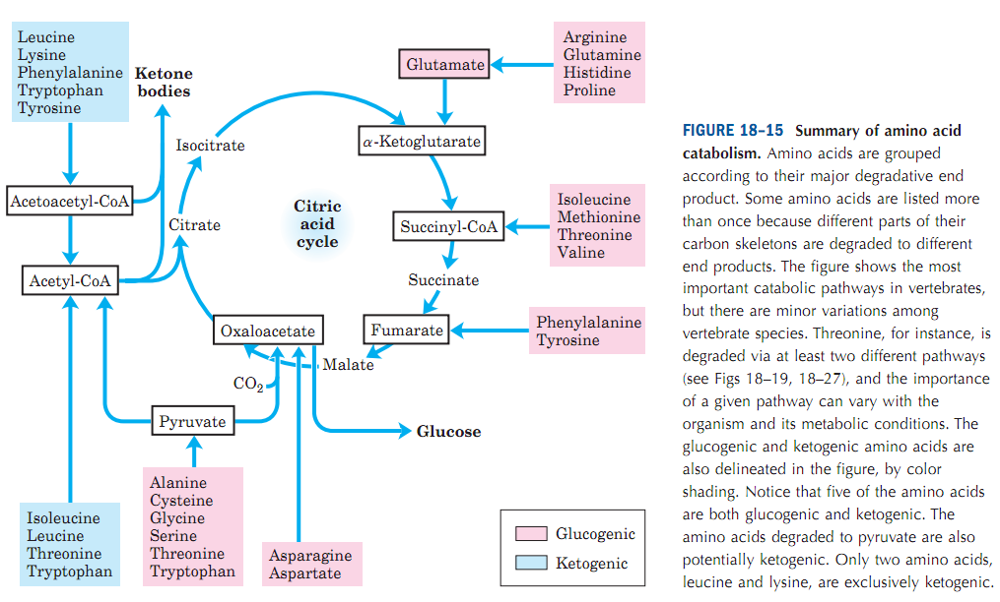 Leucine
Lysine
Phenylalanine
Tryptophan
Tyrosine
Ketone
bodies
Isocitrate
Glutamate
Arginine
Glutamine
Histidine
Proline
α-Ketoglutarate
Acetoacetyl-CoA
Citrate
Citric
acid
cycle
Succinyl-CoA
Isoleucine
Methionine
Threonine
Valine
Acetyl-CoA
Succinate
Oxaloacetate
Fumarate
Phenylalanine
Tyrosine
Malate
CO₂
Pyruvate
Glucose
Alanine
Cysteine
Glycine
Serine
Threonine
Tryptophan
Isoleucine
Leucine
Threonine
Tryptophan
Asparagine
Aspartate
Glucogenic
Ketogenic
FIGURE 18–15 Summary of amino acid
catabolism. Amino acids are grouped
according to their major degradative end
product. Some amino acids are listed more
than once because different parts of their
carbon skeletons are degraded to different
end products. The figure shows the most
important catabolic pathways in vertebrates,
but there are minor variations among
vertebrate species. Threonine, for instance, is
degraded via at least two different pathways
(see Figs 18–19, 18–27), and the importance
of a given pathway can vary with the
organism and its metabolic conditions. The
glucogenic and ketogenic amino acids are
also delineated in the figure, by color
shading. Notice that five of the amino acids
are both glucogenic and ketogenic. The
amino acids degraded to pyruvate are also
potentially ketogenic. Only two amino acids,
leucine and lysine, are exclusively ketogenic.